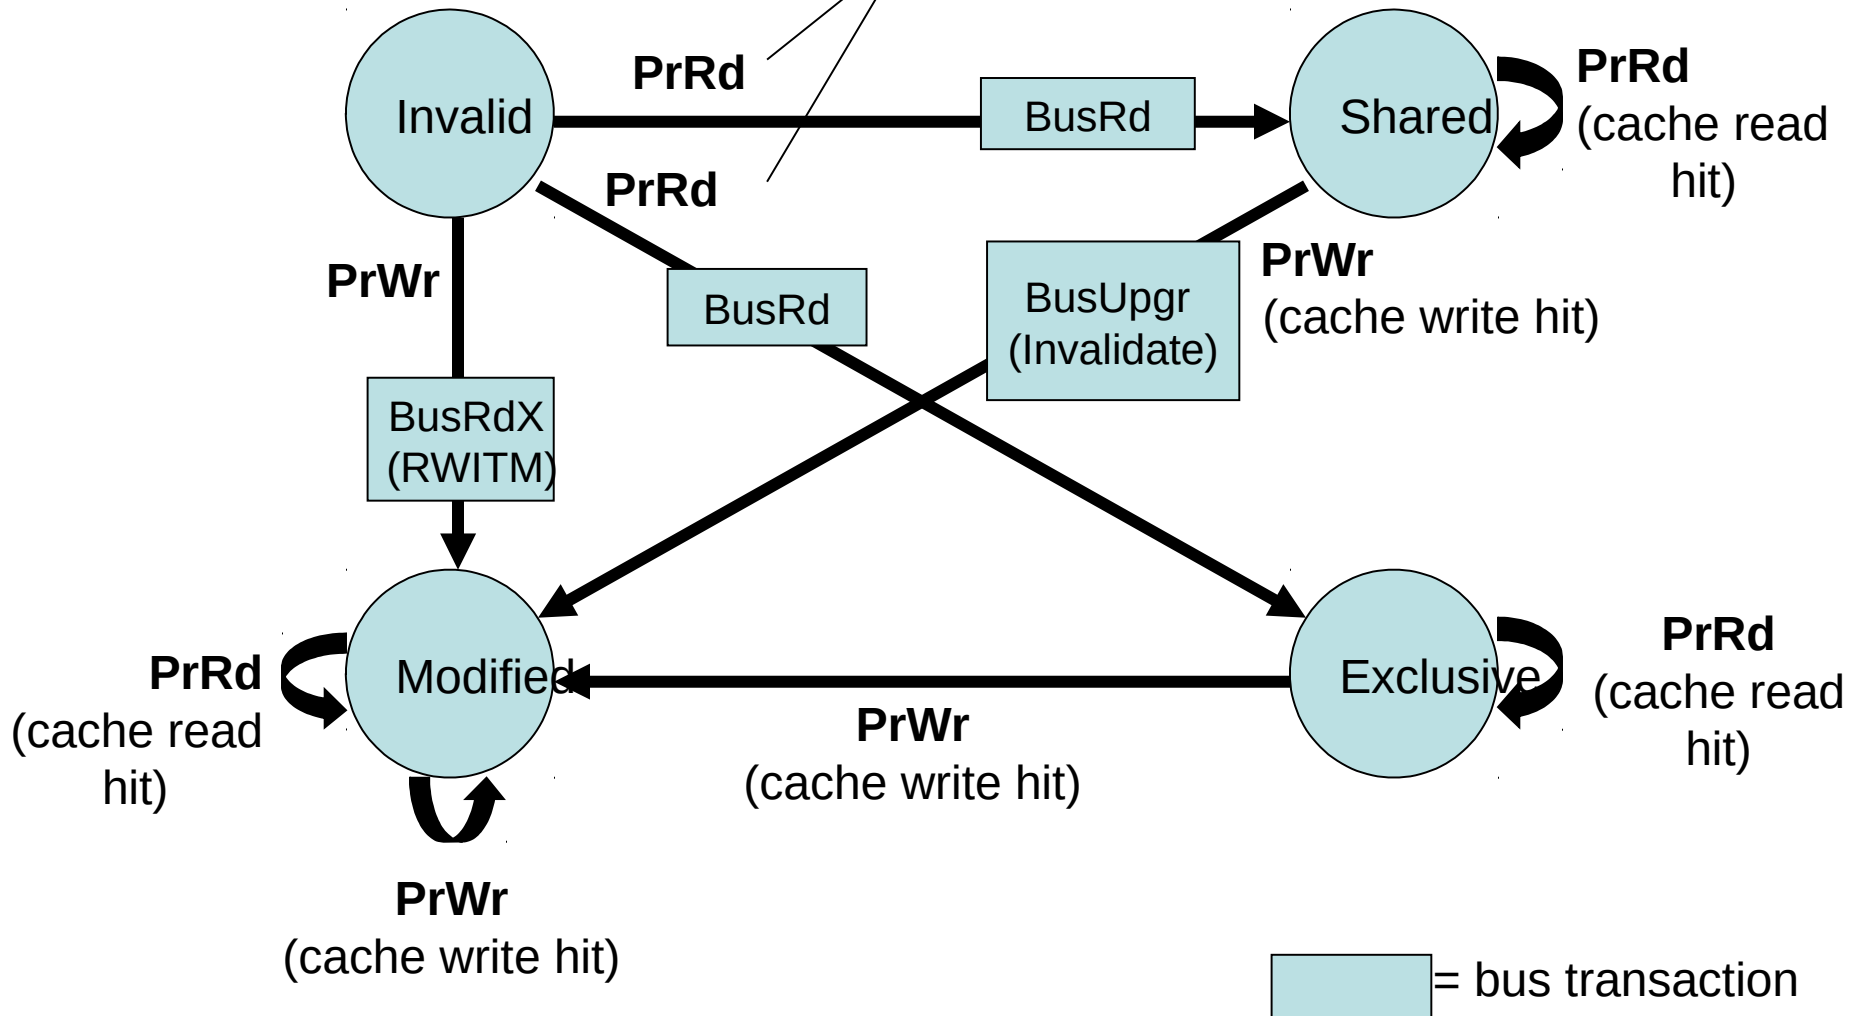 PrRd
Invalid
BusRd
Shared
PrRd
(cache read
hit)
PrRd
PrWr
BusRd
BusUpgr
(Invalidate)
PrWr
(cache write hit)
BusRdX
(RWITM)
PrRd
(cache read
hit)
Modified
Exclusive
PrRd
(cache read
hit)
PrWr
(cache write hit)
PrWr
(cache write hit)
= bus transaction